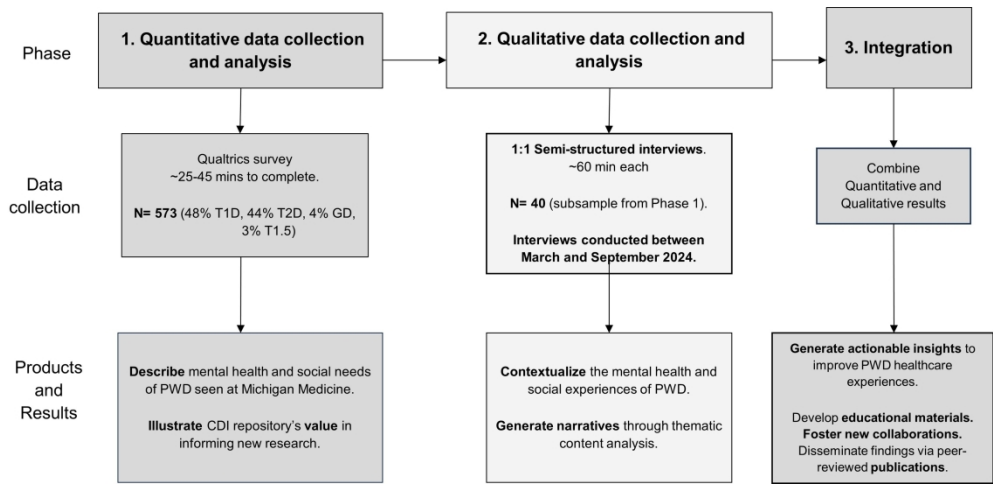 Phase
1. Quantitative data collection
and analysis
2. Qualitative data collection and
analysis
3. Integration
Data
collection
Qualtrics survey
~25-45 mins to complete.
N= 573 (48% T1D, 44% T2D, 4% GD,
3% T1.5)
1:1 Semi-structured interviews.
~60 min each
N= 40 (subsample from Phase 1).
Interviews conducted between
March and September 2024.
Combine
Quantitative and
Qualitative results
Products
and
Results
Describe mental health and social needs
of PWD seen at Michigan Medicine.
Illustrate CDI repository's value in
informing new research.
Contextualize the mental health and
social experiences of PWD.
Generate narratives through thematic
content analysis.
Generate actionable insights to
improve PWD healthcare
experiences.
Develop educational materials.
Foster new collaborations.
Disseminate findings via peer-
reviewed publications.